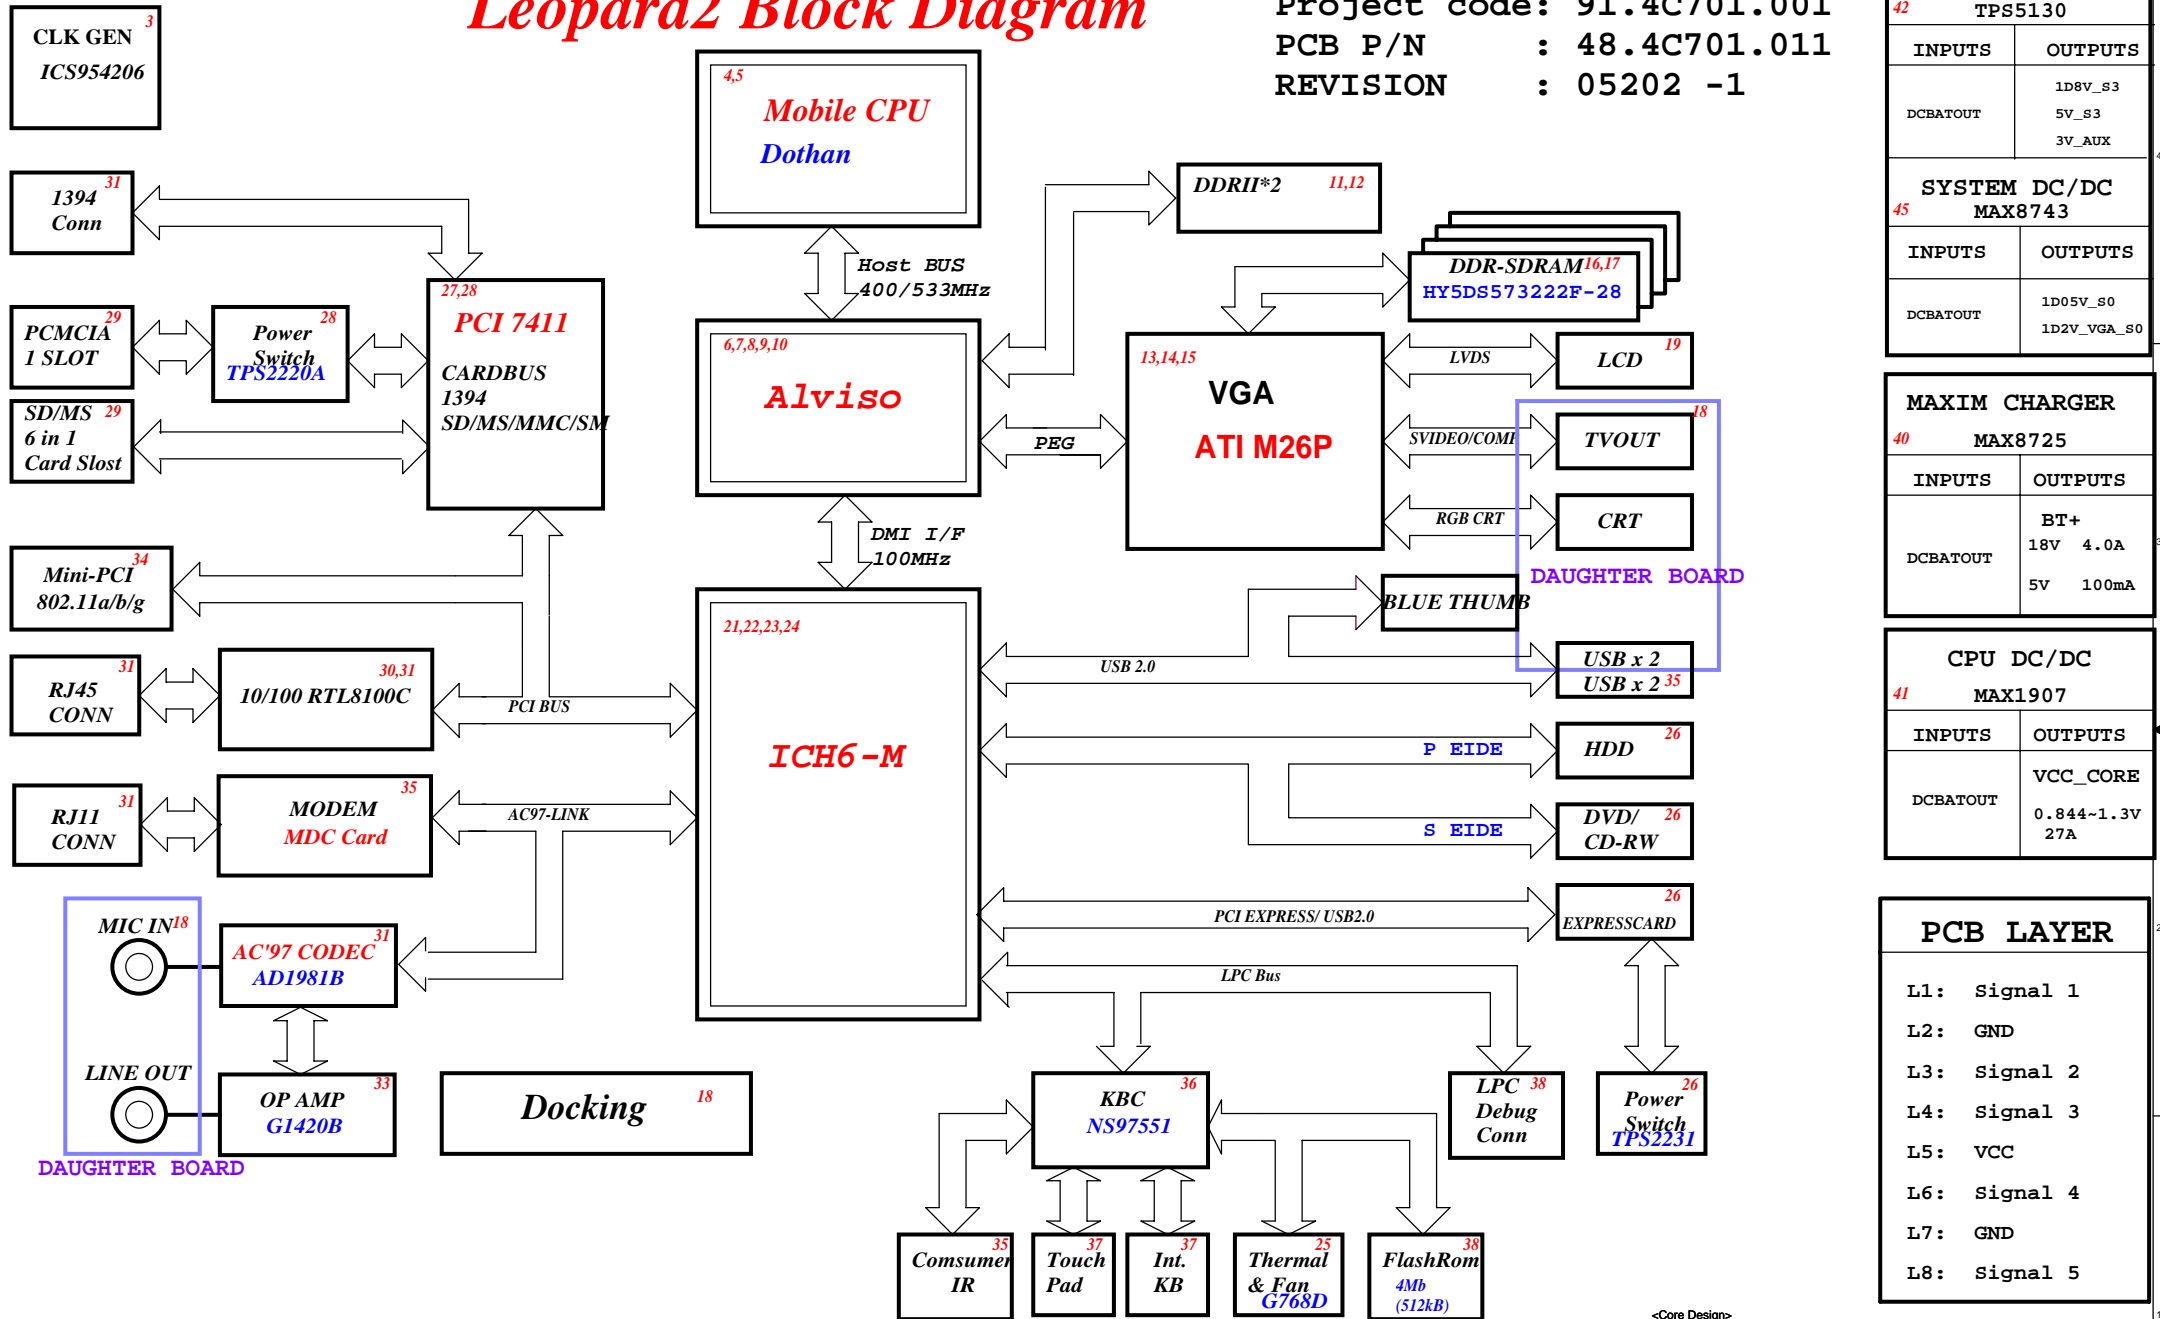 Leopard2 Block Diagram
Project code: 91.4C701.001
PCB P/N : 48.4C701.011
REVISION : 05202 -1
3
CLK GEN
ICS954206
4,5
Mobile CPU
Dothan
31
1394
Conn
DDRII*2 11,12
Host BUS
400/533MHz
DDR-SDRAM 16,17
HY5DS573222F-28
29
PCMCIA
1 SLOT
28
Power
Switch
TPS2220A
27,28
PCI 7411
CARDBUS
1394
SD/MS/MMC/SM
SD/MS 29
6 in 1
Card Slost
6,7,8,9,10
Alviso
PEG
13,14,15
VGA
ATI M26P
LVDS
19
LCD
18
SVIDEO/COMP
TVOUT
RGB CRT
CRT
DAUGHTER BOARD
DMI I/F
100MHz
34
Mini-PCI
802.11a/b/g
BLUE THUMB
31
RJ45
CONN
30,31
10/100 RTL8100C
PCI BUS
21,22,23,24
ICH6-M
USB 2.0
USB x 2
USB x 2 35
P EIDE
26
HDD
S EIDE
DVD/ 26
CD-RW
31
RJ11
CONN
35
MODEM
MDC Card
AC97-LINK
MIC IN 18
31
AC'97 CODEC
AD1981B
PCI EXPRESS/ USB2.0
26
EXPRESSCARD
LPC Bus
LINE OUT
33
OP AMP
G1420B
DAUGHTER BOARD
Docking 18
36
KBC
NS97551
LPC 38
Debug
Conn
26
Power
Switch
TPS2231
35
Comsumer
IR
37
Touch
Pad
37
Int.
KB
25
Thermal
& Fan
G768D
38
FlashRom
4Mb
(512kB)
<Core Design>
42
TPS5130
INPUTS OUTPUTS
DCBATOUT
1D8V_S3
5V_S3
3V_AUX
SYSTEM DC/DC
45 MAX8743
INPUTS OUTPUTS
DCBATOUT
1D05V_S0
1D2V_VGA_S0
MAXIM CHARGER
40 MAX8725
INPUTS OUTPUTS
DCBATOUT
BT+
18V 4.0A
5V 100mA
CPU DC/DC
41 MAX1907
INPUTS OUTPUTS
DCBATOUT
VCC_CORE
0.844~1.3V
27A
PCB LAYER
L1: Signal 1
L2: GND
L3: Signal 2
L4: Signal 3
L5: VCC
L6: Signal 4
L7: GND
L8: Signal 5
4
3
2
1